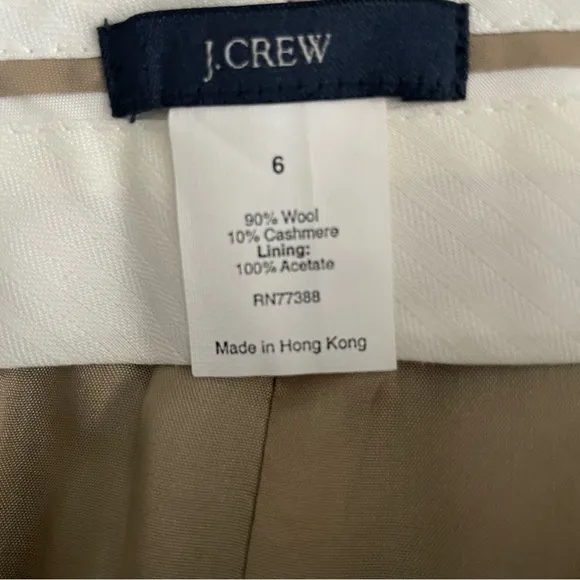 J.CREW
6
90% Wool
10% Cashmere
Lining:
100% Acetate
RN77388
Made in Hong Kong